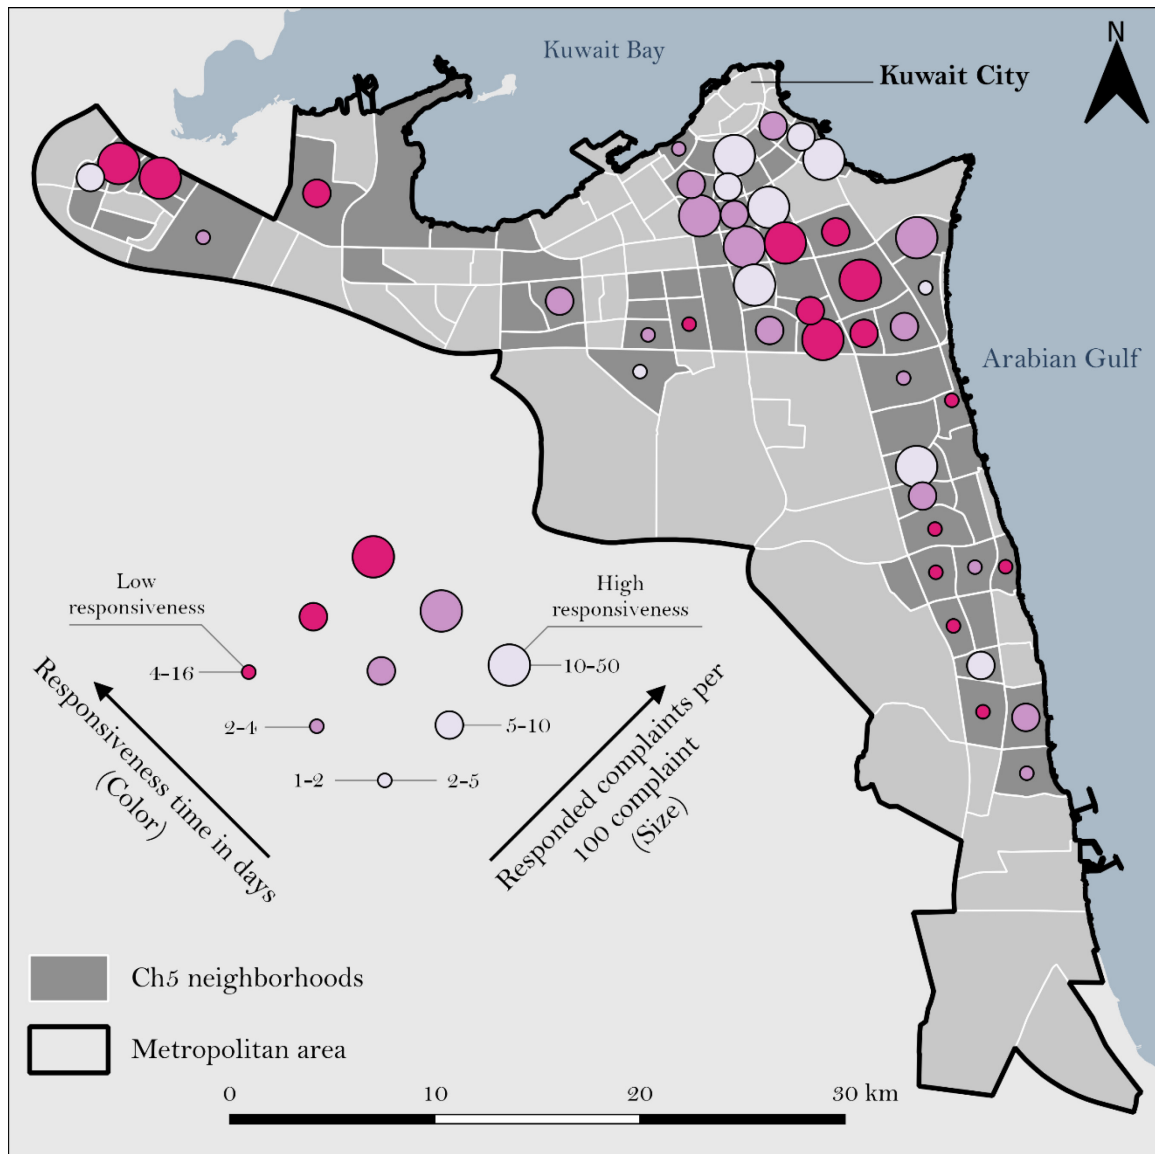 Kuwait Bay
N
Kuwait City
Arabian Gulf
Low
responsiveness
High
responsiveness
4-16
10-50
2-4
5-10
1-2
2-5
Responsiveness time in days
(Color)
Responded complaints per
100 complaint
(Size)
Ch5 neighborhoods
Metropolitan area
0 10 20 30 km